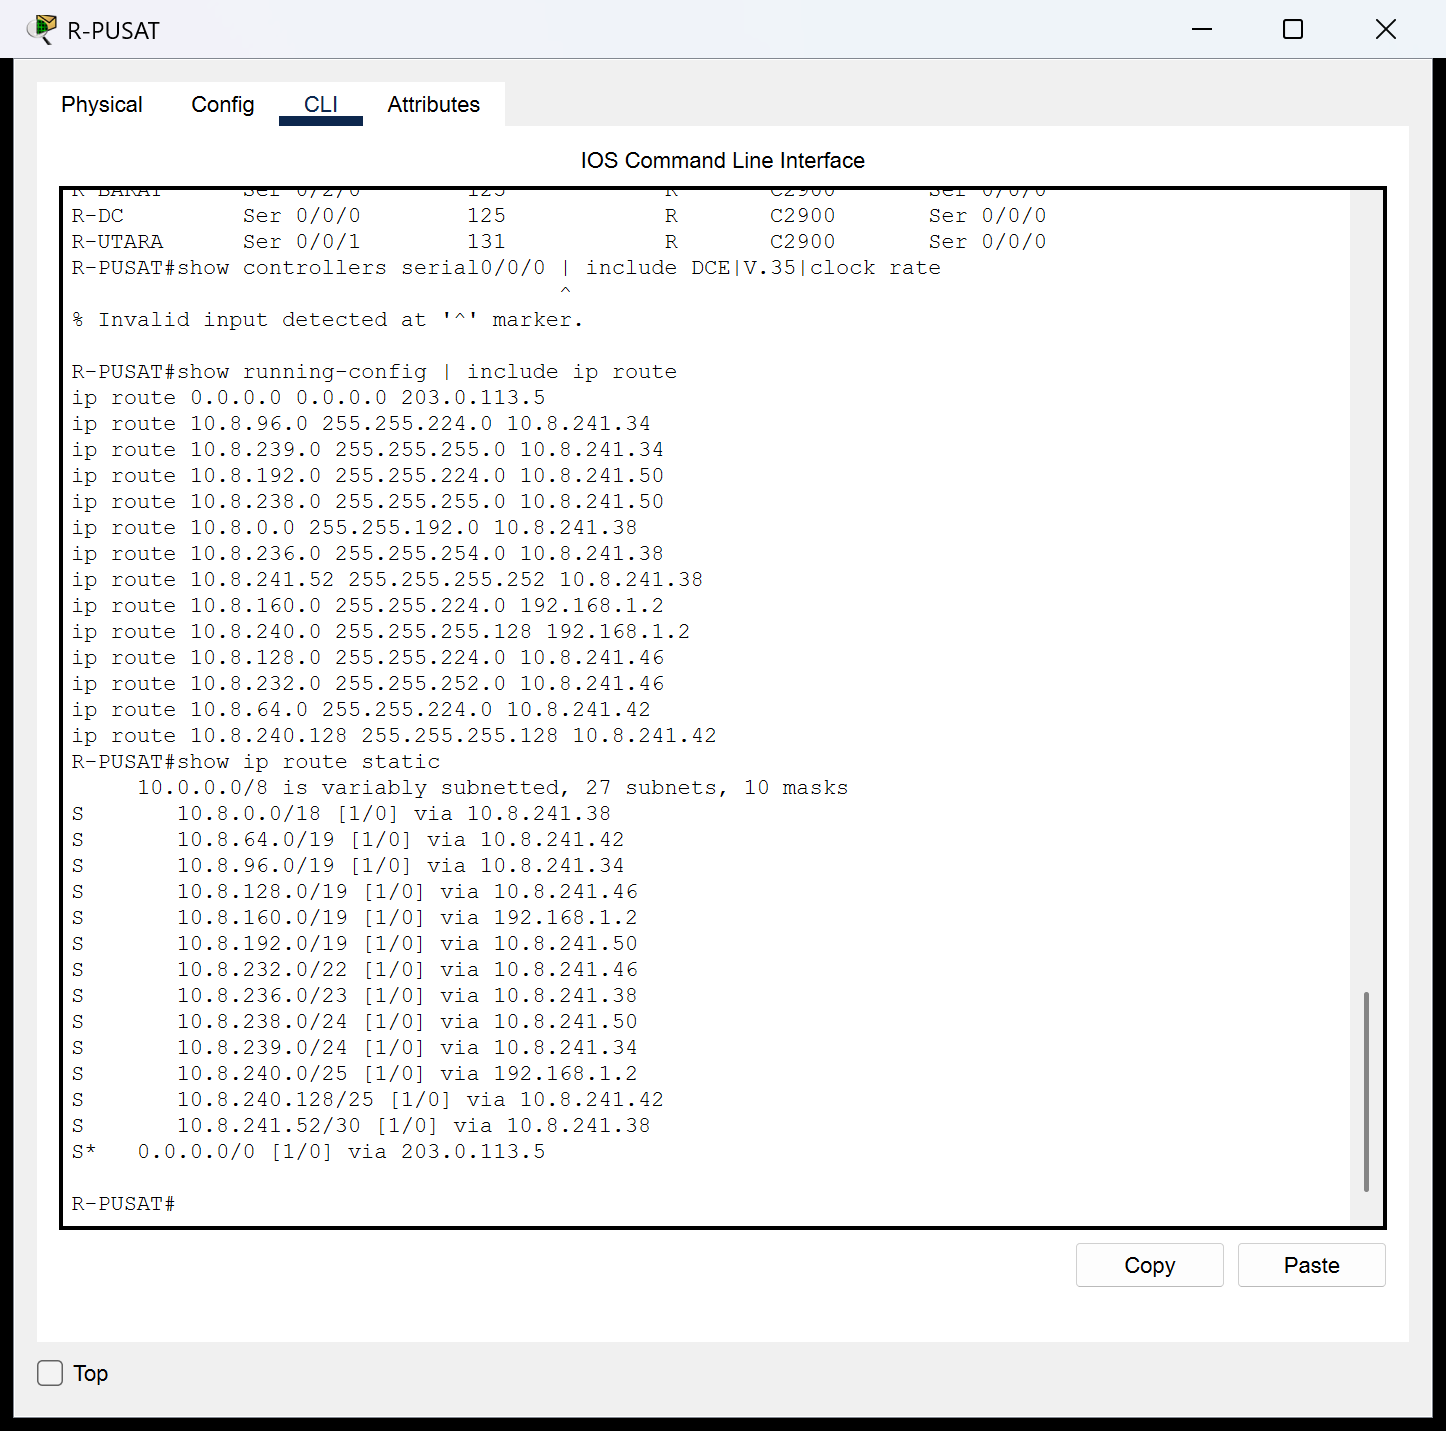 R-PUSAT
Physical Config CLI Attributes
IOS Command Line Interface
R-BARAT Ser 0/2/0 125 R C2900 Ser 0/0/0
R-DC Ser 0/0/0 125 R C2900 Ser 0/0/0
R-UTARA Ser 0/0/1 131 R C2900 Ser 0/0/0
R-PUSAT#show controllers serial0/0/0 | include DCE|V.35|clock rate
^
% Invalid input detected at '^' marker.
R-PUSAT#show running-config | include ip route
ip route 0.0.0.0 0.0.0.0 203.0.113.5
ip route 10.8.96.0 255.255.224.0 10.8.241.34
ip route 10.8.239.0 255.255.255.0 10.8.241.34
ip route 10.8.192.0 255.255.224.0 10.8.241.50
ip route 10.8.238.0 255.255.255.0 10.8.241.50
ip route 10.8.0.0 255.255.192.0 10.8.241.38
ip route 10.8.236.0 255.255.254.0 10.8.241.38
ip route 10.8.241.52 255.255.255.252 10.8.241.38
ip route 10.8.160.0 255.255.224.0 192.168.1.2
ip route 10.8.240.0 255.255.255.128 192.168.1.2
ip route 10.8.128.0 255.255.224.0 10.8.241.46
ip route 10.8.232.0 255.255.252.0 10.8.241.46
ip route 10.8.64.0 255.255.224.0 10.8.241.42
ip route 10.8.240.128 255.255.255.128 10.8.241.42
R-PUSAT#show ip route static
10.0.0.0/8 is variably subnetted, 27 subnets, 10 masks
S 10.8.0.0/18 [1/0] via 10.8.241.38
S 10.8.64.0/19 [1/0] via 10.8.241.42
S 10.8.96.0/19 [1/0] via 10.8.241.34
S 10.8.128.0/19 [1/0] via 10.8.241.46
S 10.8.160.0/19 [1/0] via 192.168.1.2
S 10.8.192.0/19 [1/0] via 10.8.241.50
S 10.8.232.0/22 [1/0] via 10.8.241.46
S 10.8.236.0/23 [1/0] via 10.8.241.38
S 10.8.238.0/24 [1/0] via 10.8.241.50
S 10.8.239.0/24 [1/0] via 10.8.241.34
S 10.8.240.0/25 [1/0] via 192.168.1.2
S 10.8.240.128/25 [1/0] via 10.8.241.42
S 10.8.241.52/30 [1/0] via 10.8.241.38
S* 0.0.0.0/0 [1/0] via 203.0.113.5
R-PUSAT#
Copy Paste
Top